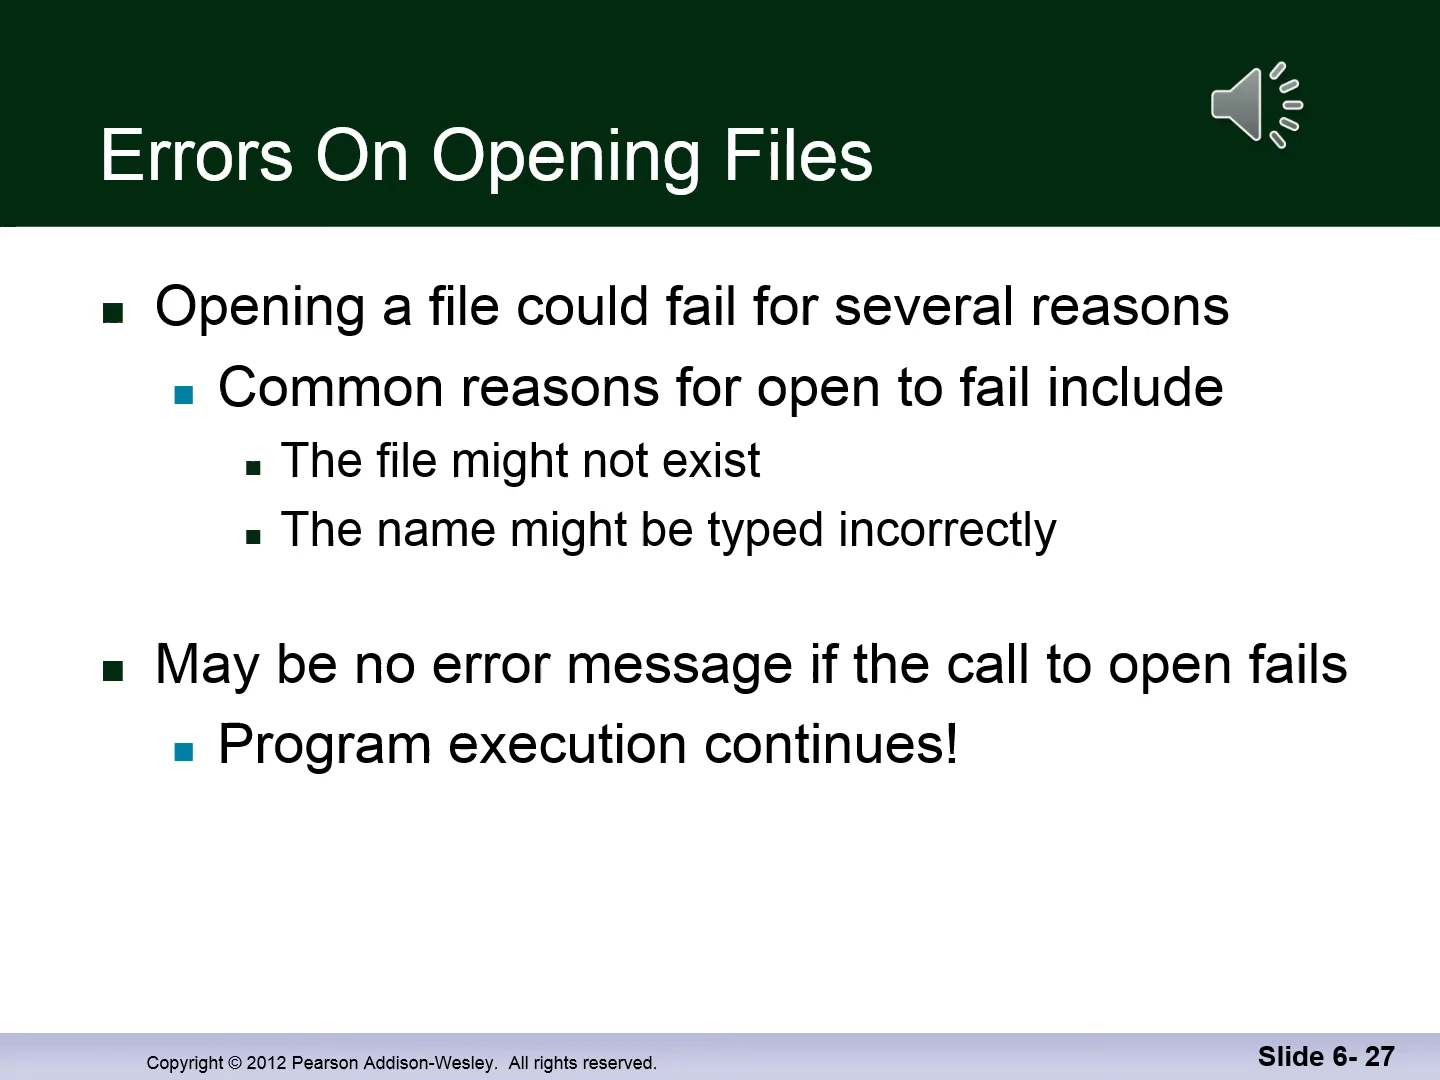 Errors On Opening Files
Opening a file could fail for several reasons
Common reasons for open to fail include
The file might not exist
The name might be typed incorrectly
May be no error message if the call to open fails
Program execution continues!
Copyright © 2012 Pearson Addison-Wesley.  All rights reserved.
Slide 6- 27